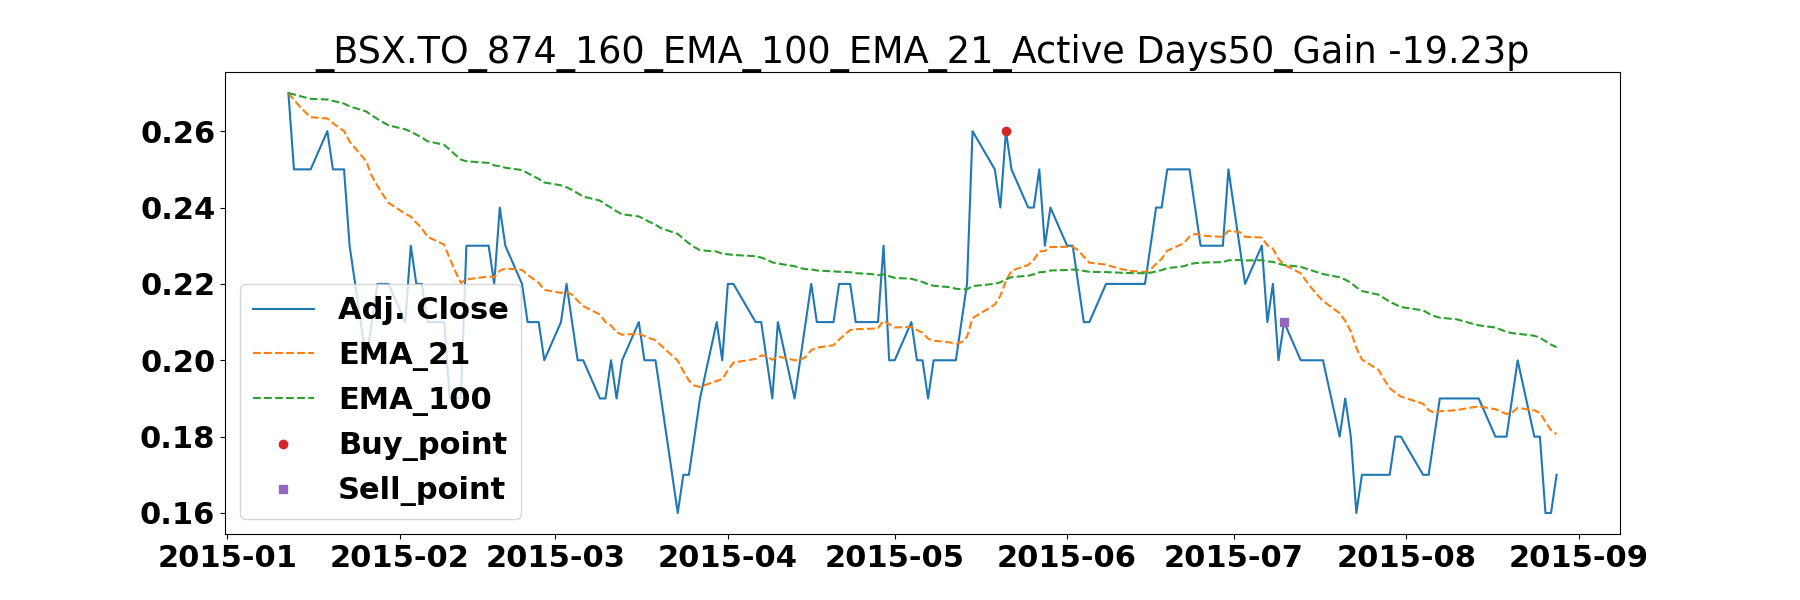 _BSX.TO_874_160_EMA_100_EMA_21_Active Days50_Gain -19.23p
0.26
0.24
0.22
0.20
0.18
0.16
Adj. Close
EMA_21
EMA_100
Buy_point
Sell_point
2015-01 2015-02 2015-03 2015-04 2015-05 2015-06 2015-07 2015-08 2015-09